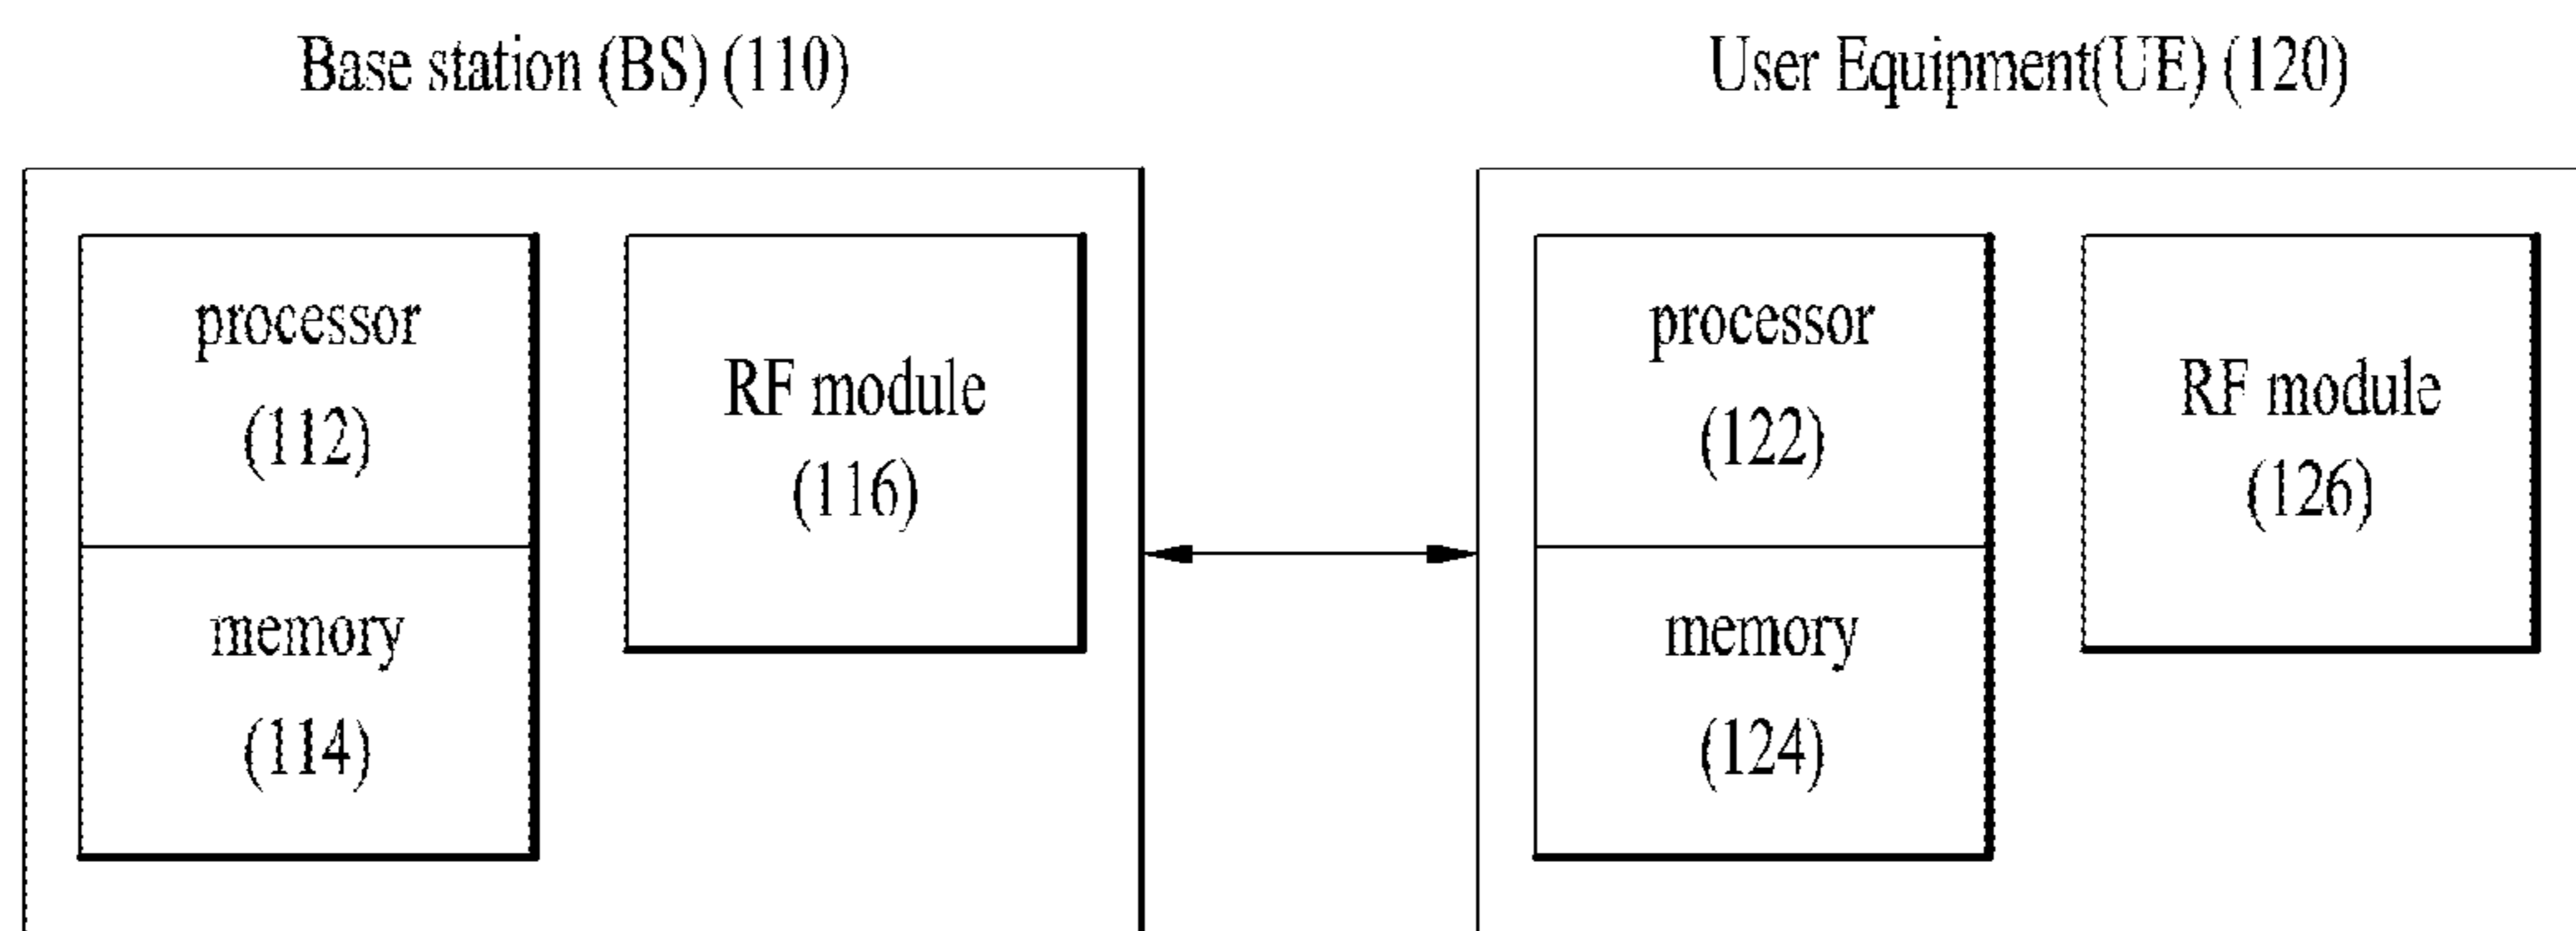 Base station (BS) (110)
User Equipment(UE) (120)
processor
(112)
memory
(114)
RF module
(116)
processor
(122)
memory
(124)
RF module
(126)